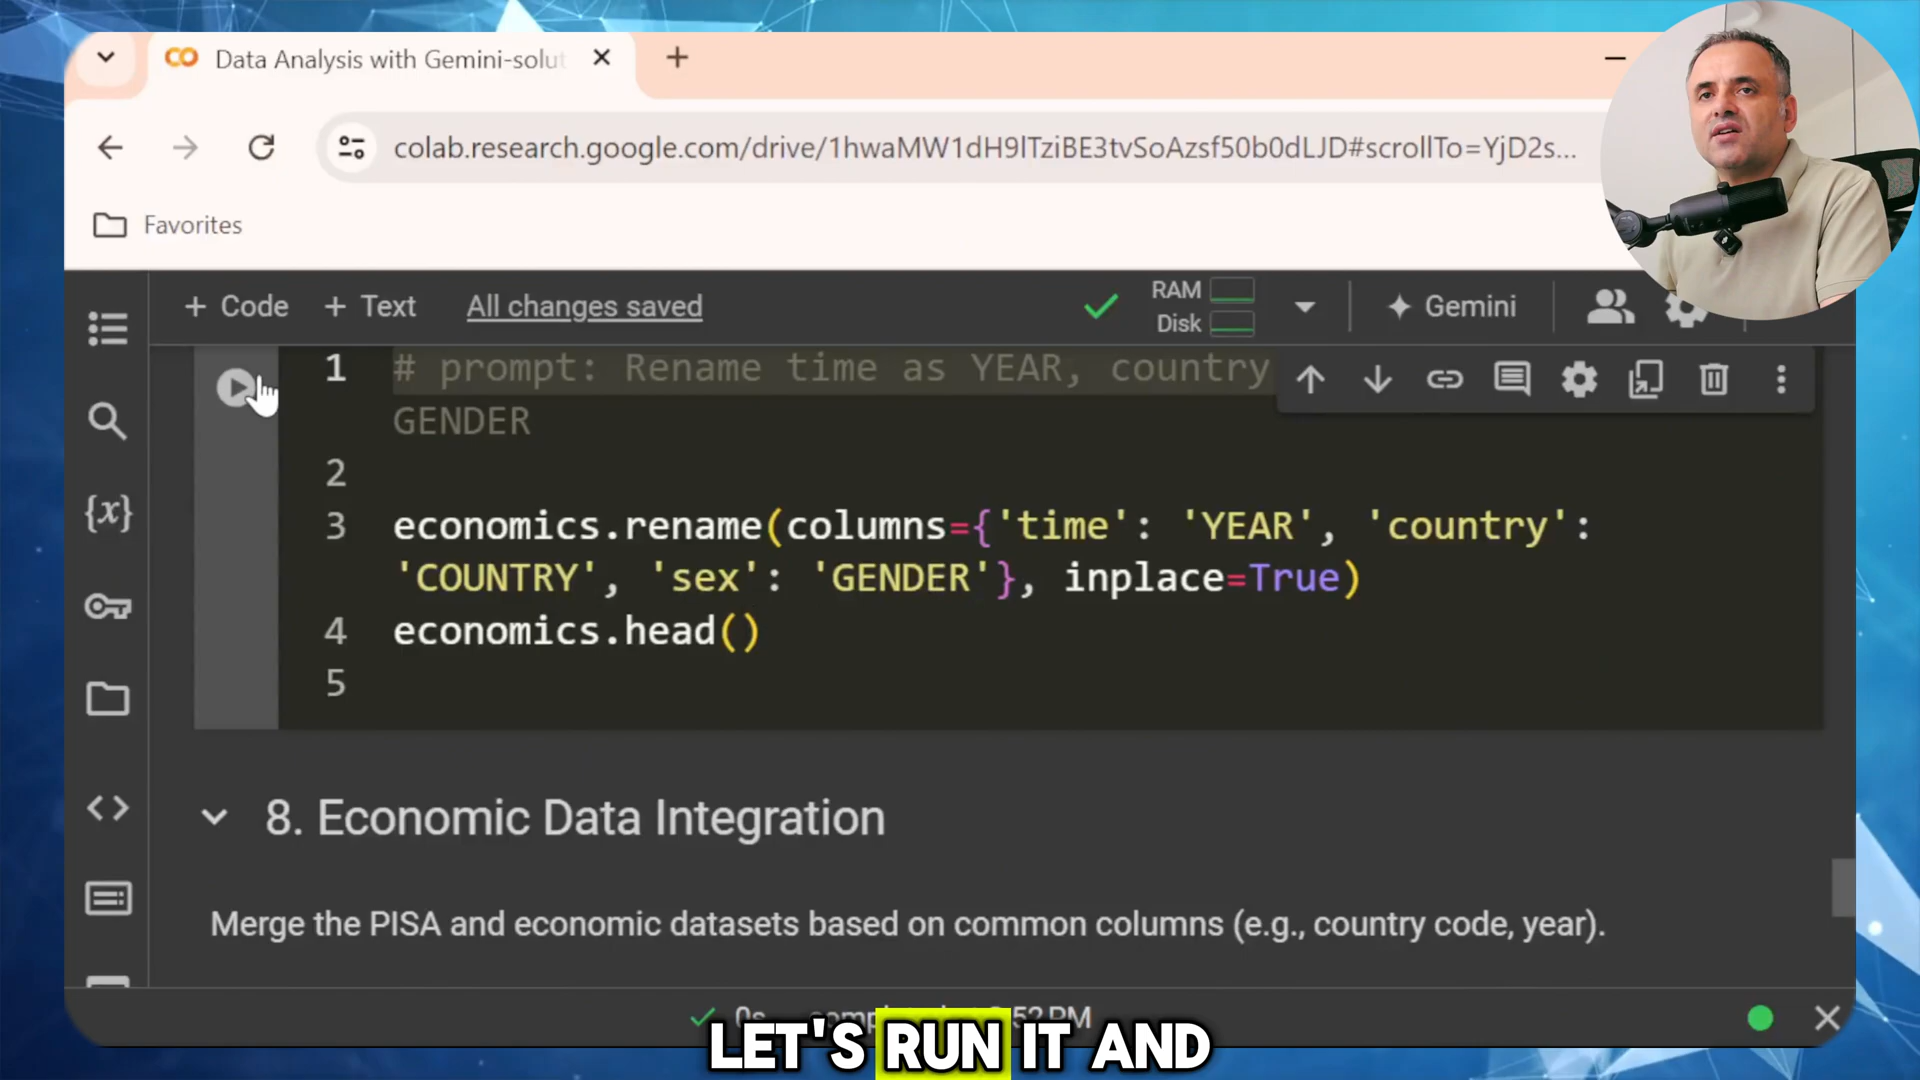 Data Analysis with Gemini-solut
colab.research.google.com/drive/1hwaMW1dH9lTziBE3tvSoAzsf50b0dLJD#scrollTo=YjD2s...
Favorites
+ Code + Text All changes saved
RAM
Disk
Gemini
1 # prompt: Rename time as YEAR, country
GENDER
2
3 economics.rename(columns={'time': 'YEAR', 'country':
'COUNTRY', 'sex': 'GENDER'}, inplace=True)
4 economics.head()
5
{x}
8. Economic Data Integration
Merge the PISA and economic datasets based on common columns (e.g., country code, year).
0s
PM
LET'S RUN IT AND